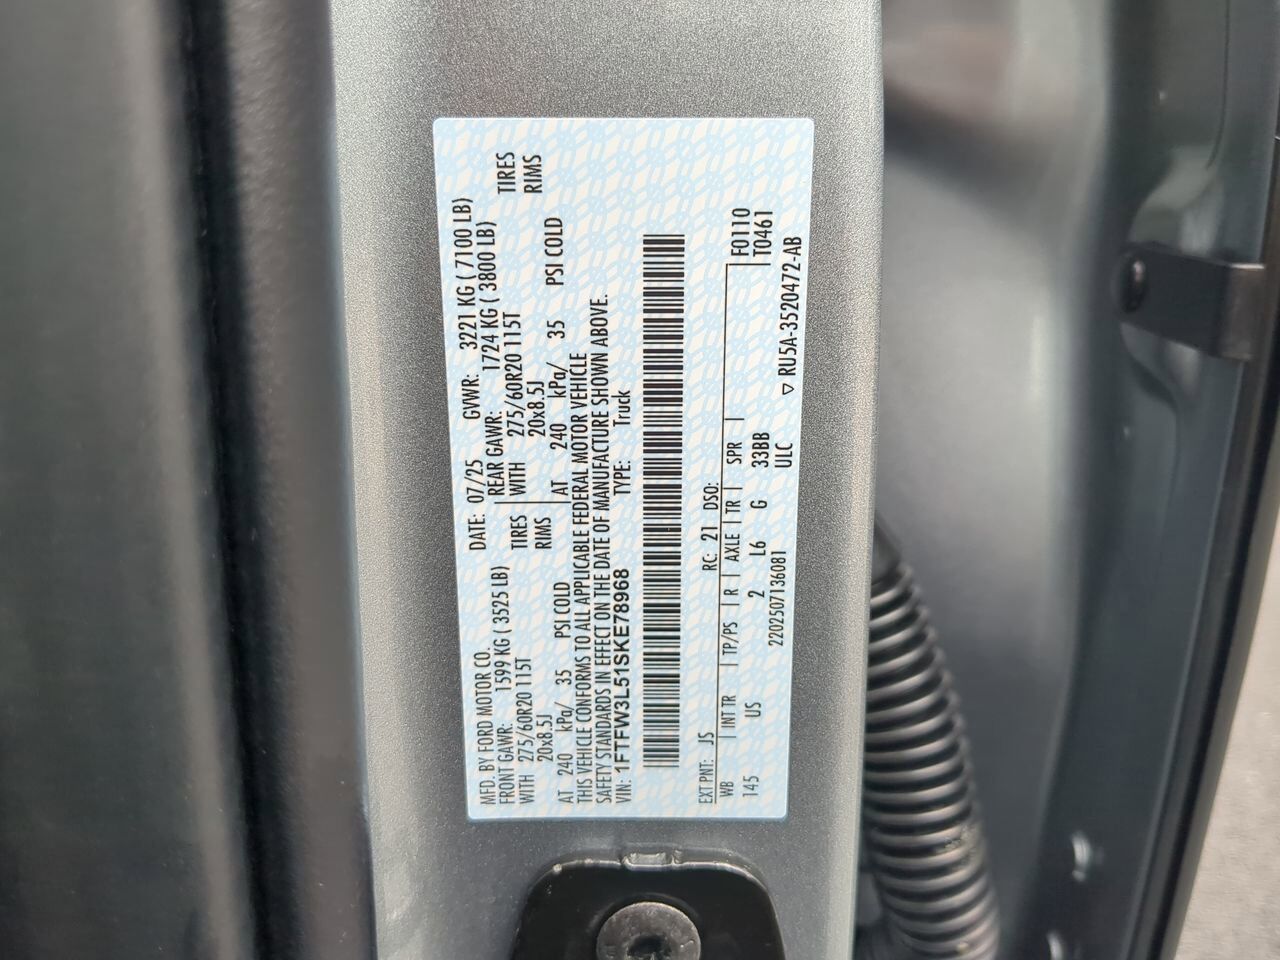 MFD. BY FORD MOTOR CO.
DATE: 07/25 GVWR: 3221 KG ( 7100 LB)
FRONT GAWR: 1599 KG ( 3525 LB)
REAR GAWR: 1724 KG ( 3800 LB)
WITH 275/60R20 115T TIRES
WITH 275/60R20 115T TIRES
20x8.5J RIMS
20x8.5J RIMS
AT 240 kPa/ 35 PSI COLD
AT 240 kPa/ 35 PSI COLD
THIS VEHICLE CONFORMS TO ALL APPLICABLE FEDERAL MOTOR VEHICLE
SAFETY STANDARDS IN EFFECT ON THE DATE OF MANUFACTURE SHOWN ABOVE.
VIN: 1FTFW3L51SKE78968 TYPE: Truck
EXT PNT: JS RC: 21 DSO:
WB INT TR TP/PS R AXLE TR SPR F0110
T0461
145 US 2 L6 G 33BB
2202507136081 ULC
▽ RU5A-3520472-AB